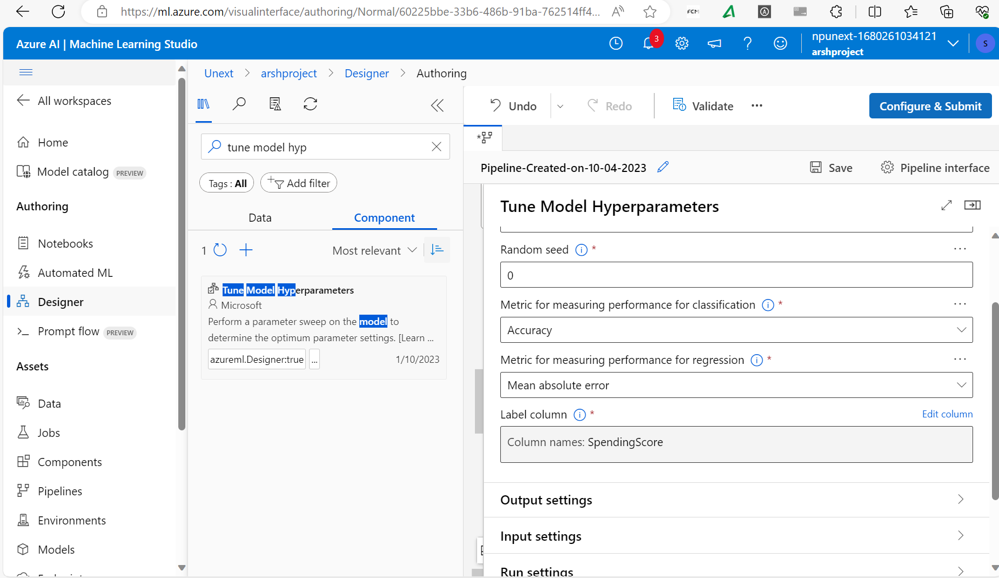 https://ml.azure.com/visualinterface/authoring/Normal/60225bbe-33b6-486b-91ba-762514ff4...
FCM
Azure AI | Machine Learning Studio
3
npunext-1680261034121
arshproject
S
All workspaces
Home
Model catalog PREVIEW
Authoring
Notebooks
Automated ML
Designer
Prompt flow PREVIEW
Assets
Data
Jobs
Components
Pipelines
Environments
Models
Unext > arshproject > Designer > Authoring
tune model hyp
Tags : All
Add filter
Data
Component
1
Most relevant
Tune Model Hyperparameters
Microsoft
Perform a parameter sweep on the model to
determine the optimum parameter settings. [Learn ...
azureml.Designer:true
...
1/10/2023
Undo
Redo
Validate
Configure & Submit
Pipeline-Created-on-10-04-2023
Save
Pipeline interface
Tune Model Hyperparameters
Random seed *
0
Metric for measuring performance for classification *
Accuracy
Metric for measuring performance for regression *
Mean absolute error
Label column *
Edit column
Column names: SpendingScore
Output settings
Input settings
Run settings